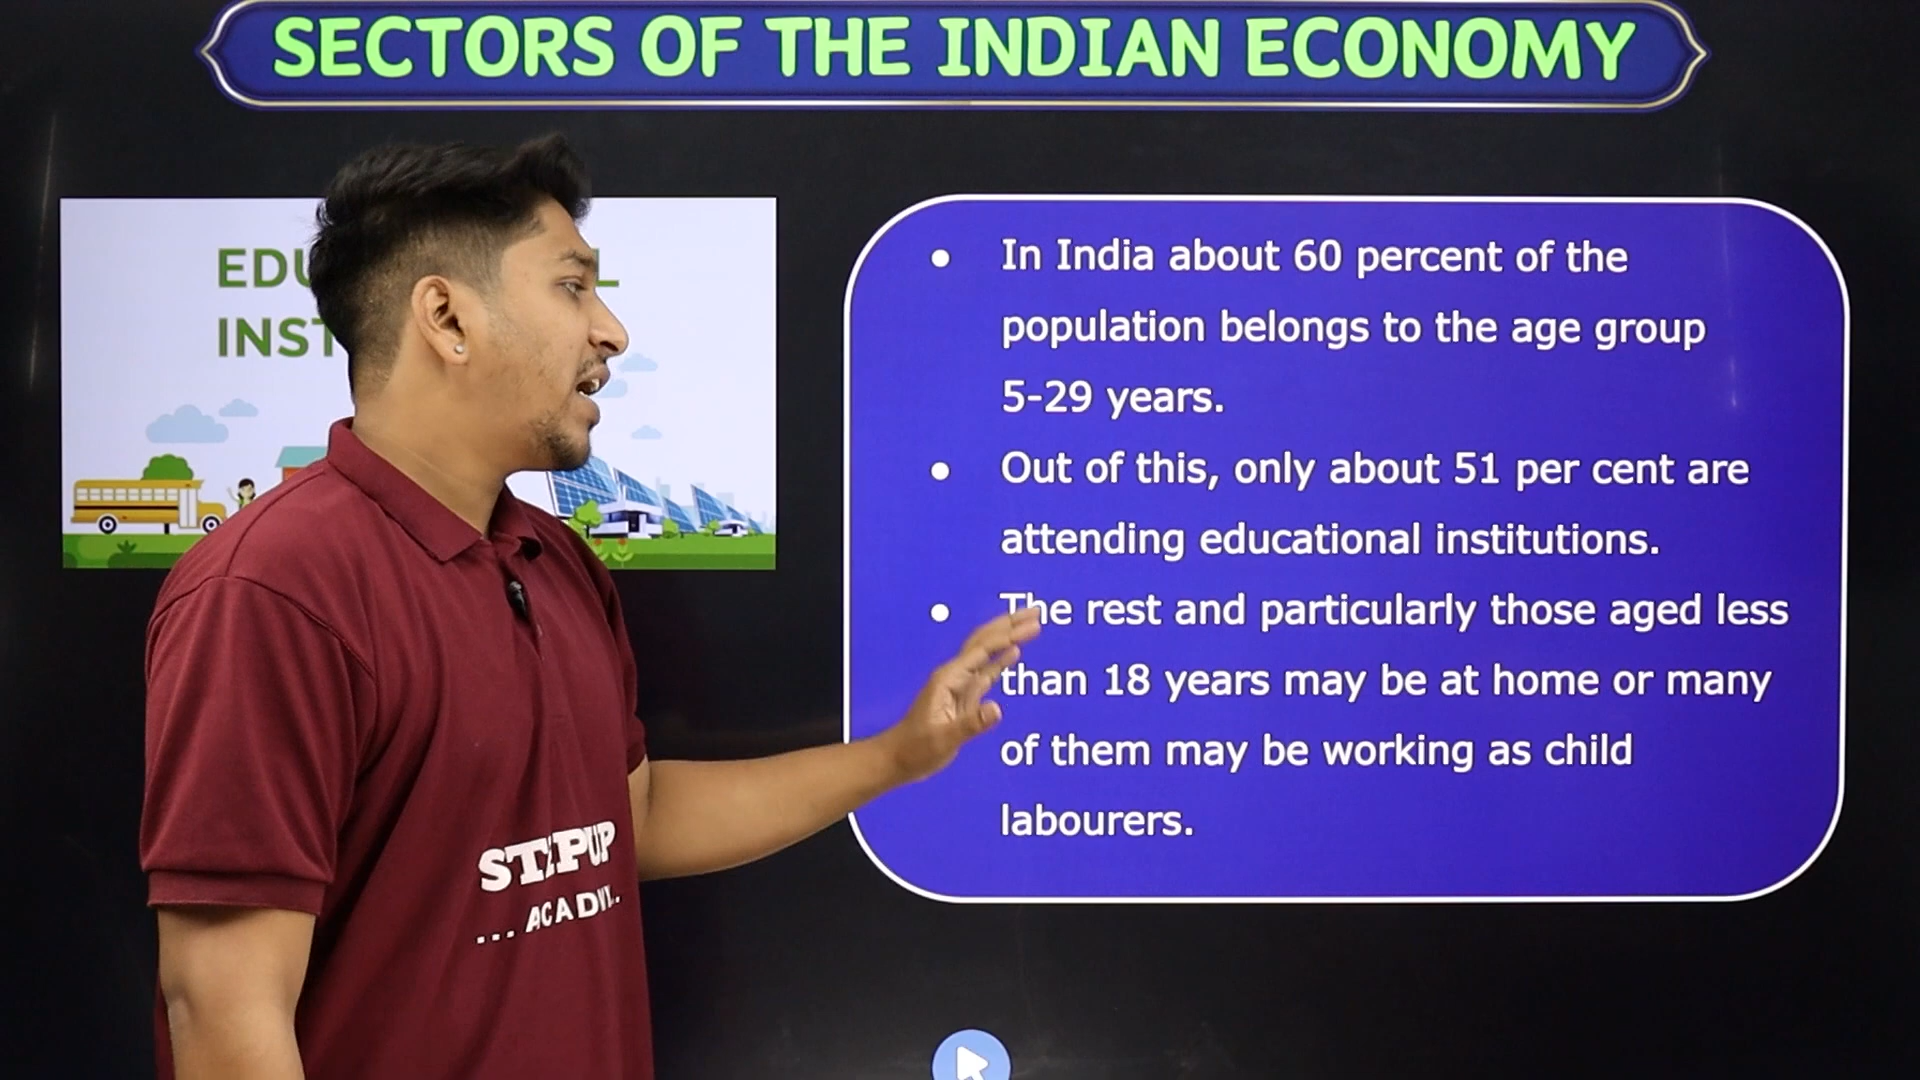 SECTORS OF THE INDIAN ECONOMY
In India about 60 percent of the
population belongs to the age group
5-29 years.
Out of this, only about 51 per cent are
attending educational institutions.
The rest and particularly those aged less
than 18 years may be at home or many
of them may be working as child
labourers.
STEPUP